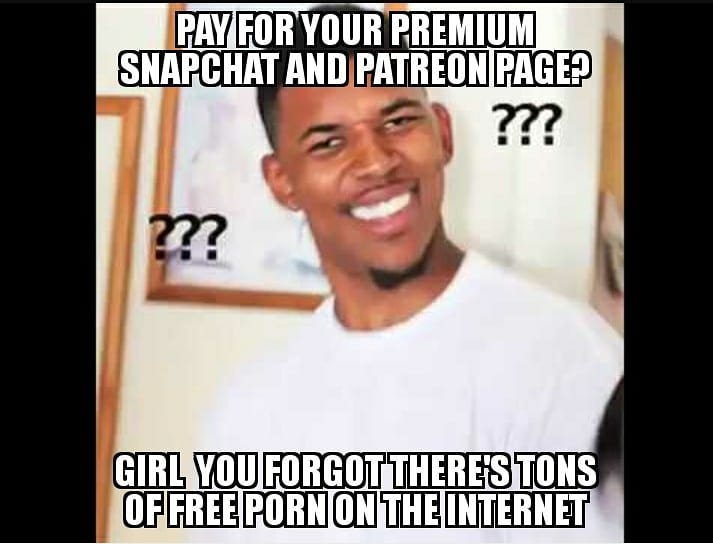 PAY FOR YOUR PREMIUM
SNAPCHAT AND PATREON PAGE?
???
???
GIRL YOU FORGOT THERE'S TONS
OF FREE PORN ON THE INTERNET